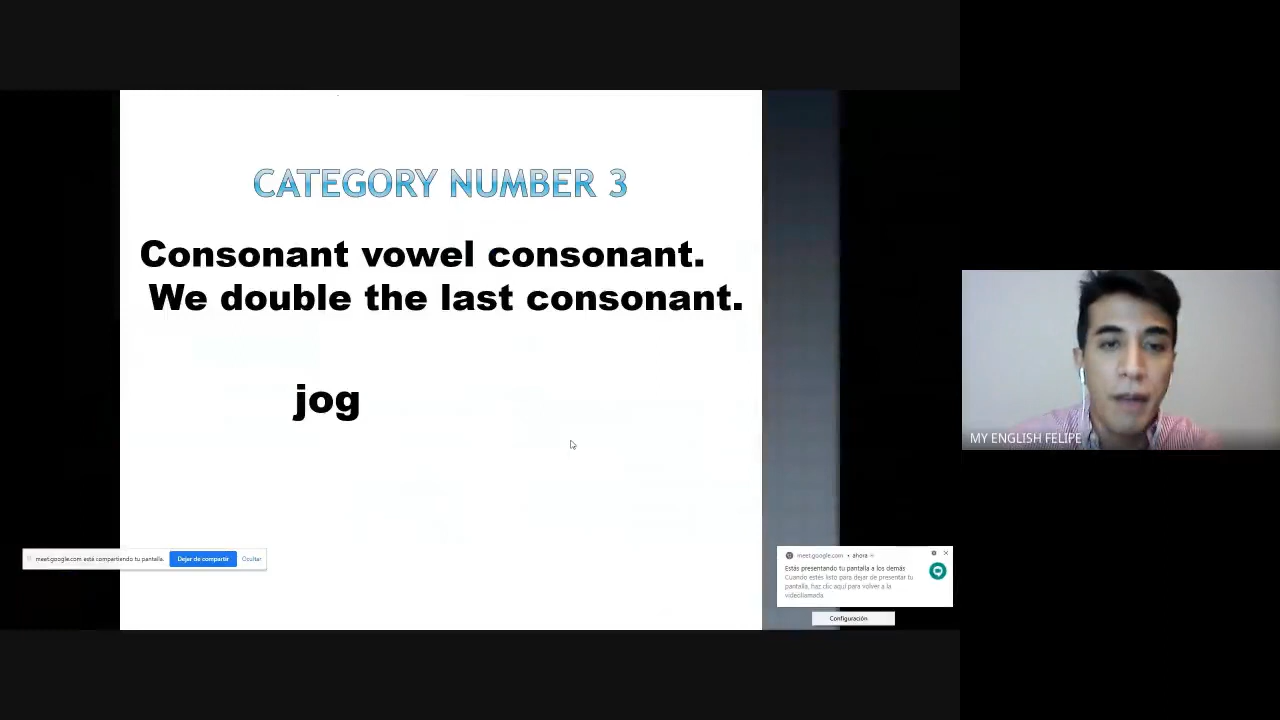 CATEGORY NUMBER 3
Consonant vowel consonant.
We double the last consonant.
jog
MY ENGLISH FELIPE
meet.google.com está compartiendo tu pantalla.
Dejar de compartir
Ocultar
meet.google.com • ahora
Estás presentando tu pantalla a los demás
Cuando estés listo para dejar de presentar tu
pantalla, haz clic aquí para volver a la
videollamada
Configuración